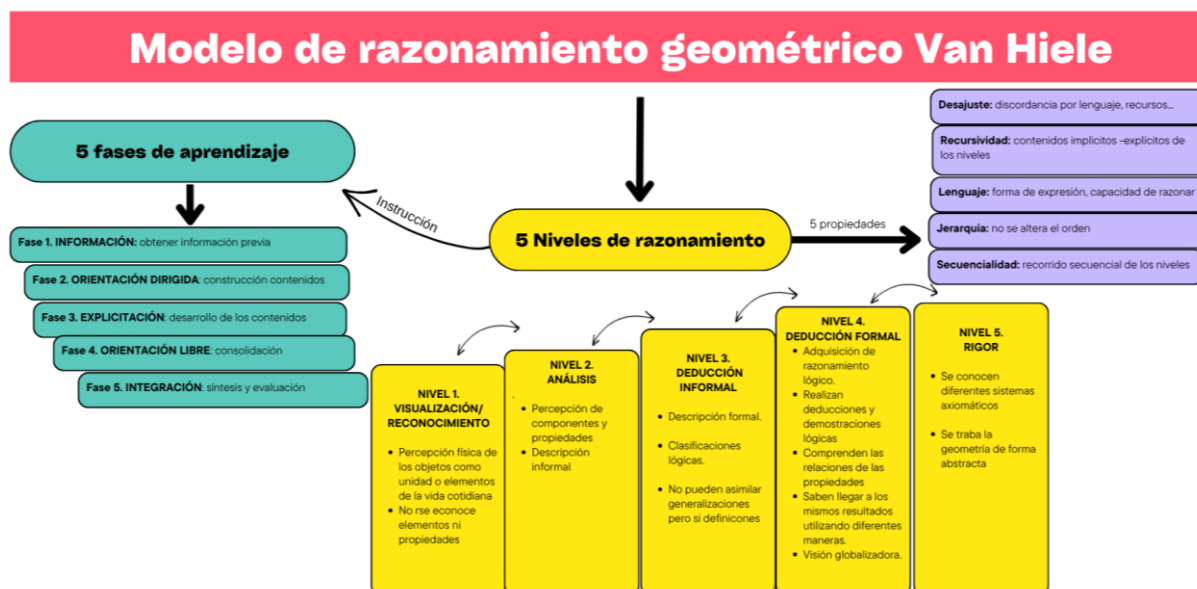 Modelo de razonamiento geométrico Van Hiele
5 fases de aprendizaje
Instrucción
5 Niveles de razonamiento
5 propiedades
Desajuste: discordancia por lenguaje, recursos...
Recursividad: contenidos implicitos -explícitos de
los niveles
Lenguaje: forma de expresión, capacidad de razonar
Jerarquia: no se altera el orden
Secuencialidad: recorrido secuencial de los niveles
Fase 1. INFORMACIÓN: obtener información previa
Fase 2. ORIENTACIÓN DIRIGIDA: construcción contenidos
Fase 3. EXPLICITACIÓN: desarrollo de los contenidos
Fase 4. ORIENTACIÓN LIBRE: consolidación
Fase 5. INTEGRACIÓN: síntesis y evaluación
NIVEL 1.
VISUALIZACIÓN/
RECONOCIMIENTO
• Percepción física de
los objetos como
unidad o elementos
de la vida cotidiana
• No rse econoce
elementos ni
propiedades
NIVEL 2.
ANÁLISIS
.
• Percepción de
componentes y
propiedades
• Descripción
informal
NIVEL 3.
DEDUCCIÓN
INFORMAL
• Descripción formal.
• Clasificaciones
lógicas.
• No pueden asimilar
generalizaciones
pero si definicones
NIVEL 4.
DEDUCCIÓN FORMAL
• Adquisición de
razonamiento
lógico.
• Realizan
deducciones y
demostraciones
lógicas
• Comprenden las
relaciones de las
propiedades
• Saben llegar a los
mismos resultados
utilizando diferentes
maneras.
• Visión globalizadora.
NIVEL 5.
RIGOR
• Se conocen
diferentes sistemas
axiomáticos
• Se traba la
geometría de forma
abstracta